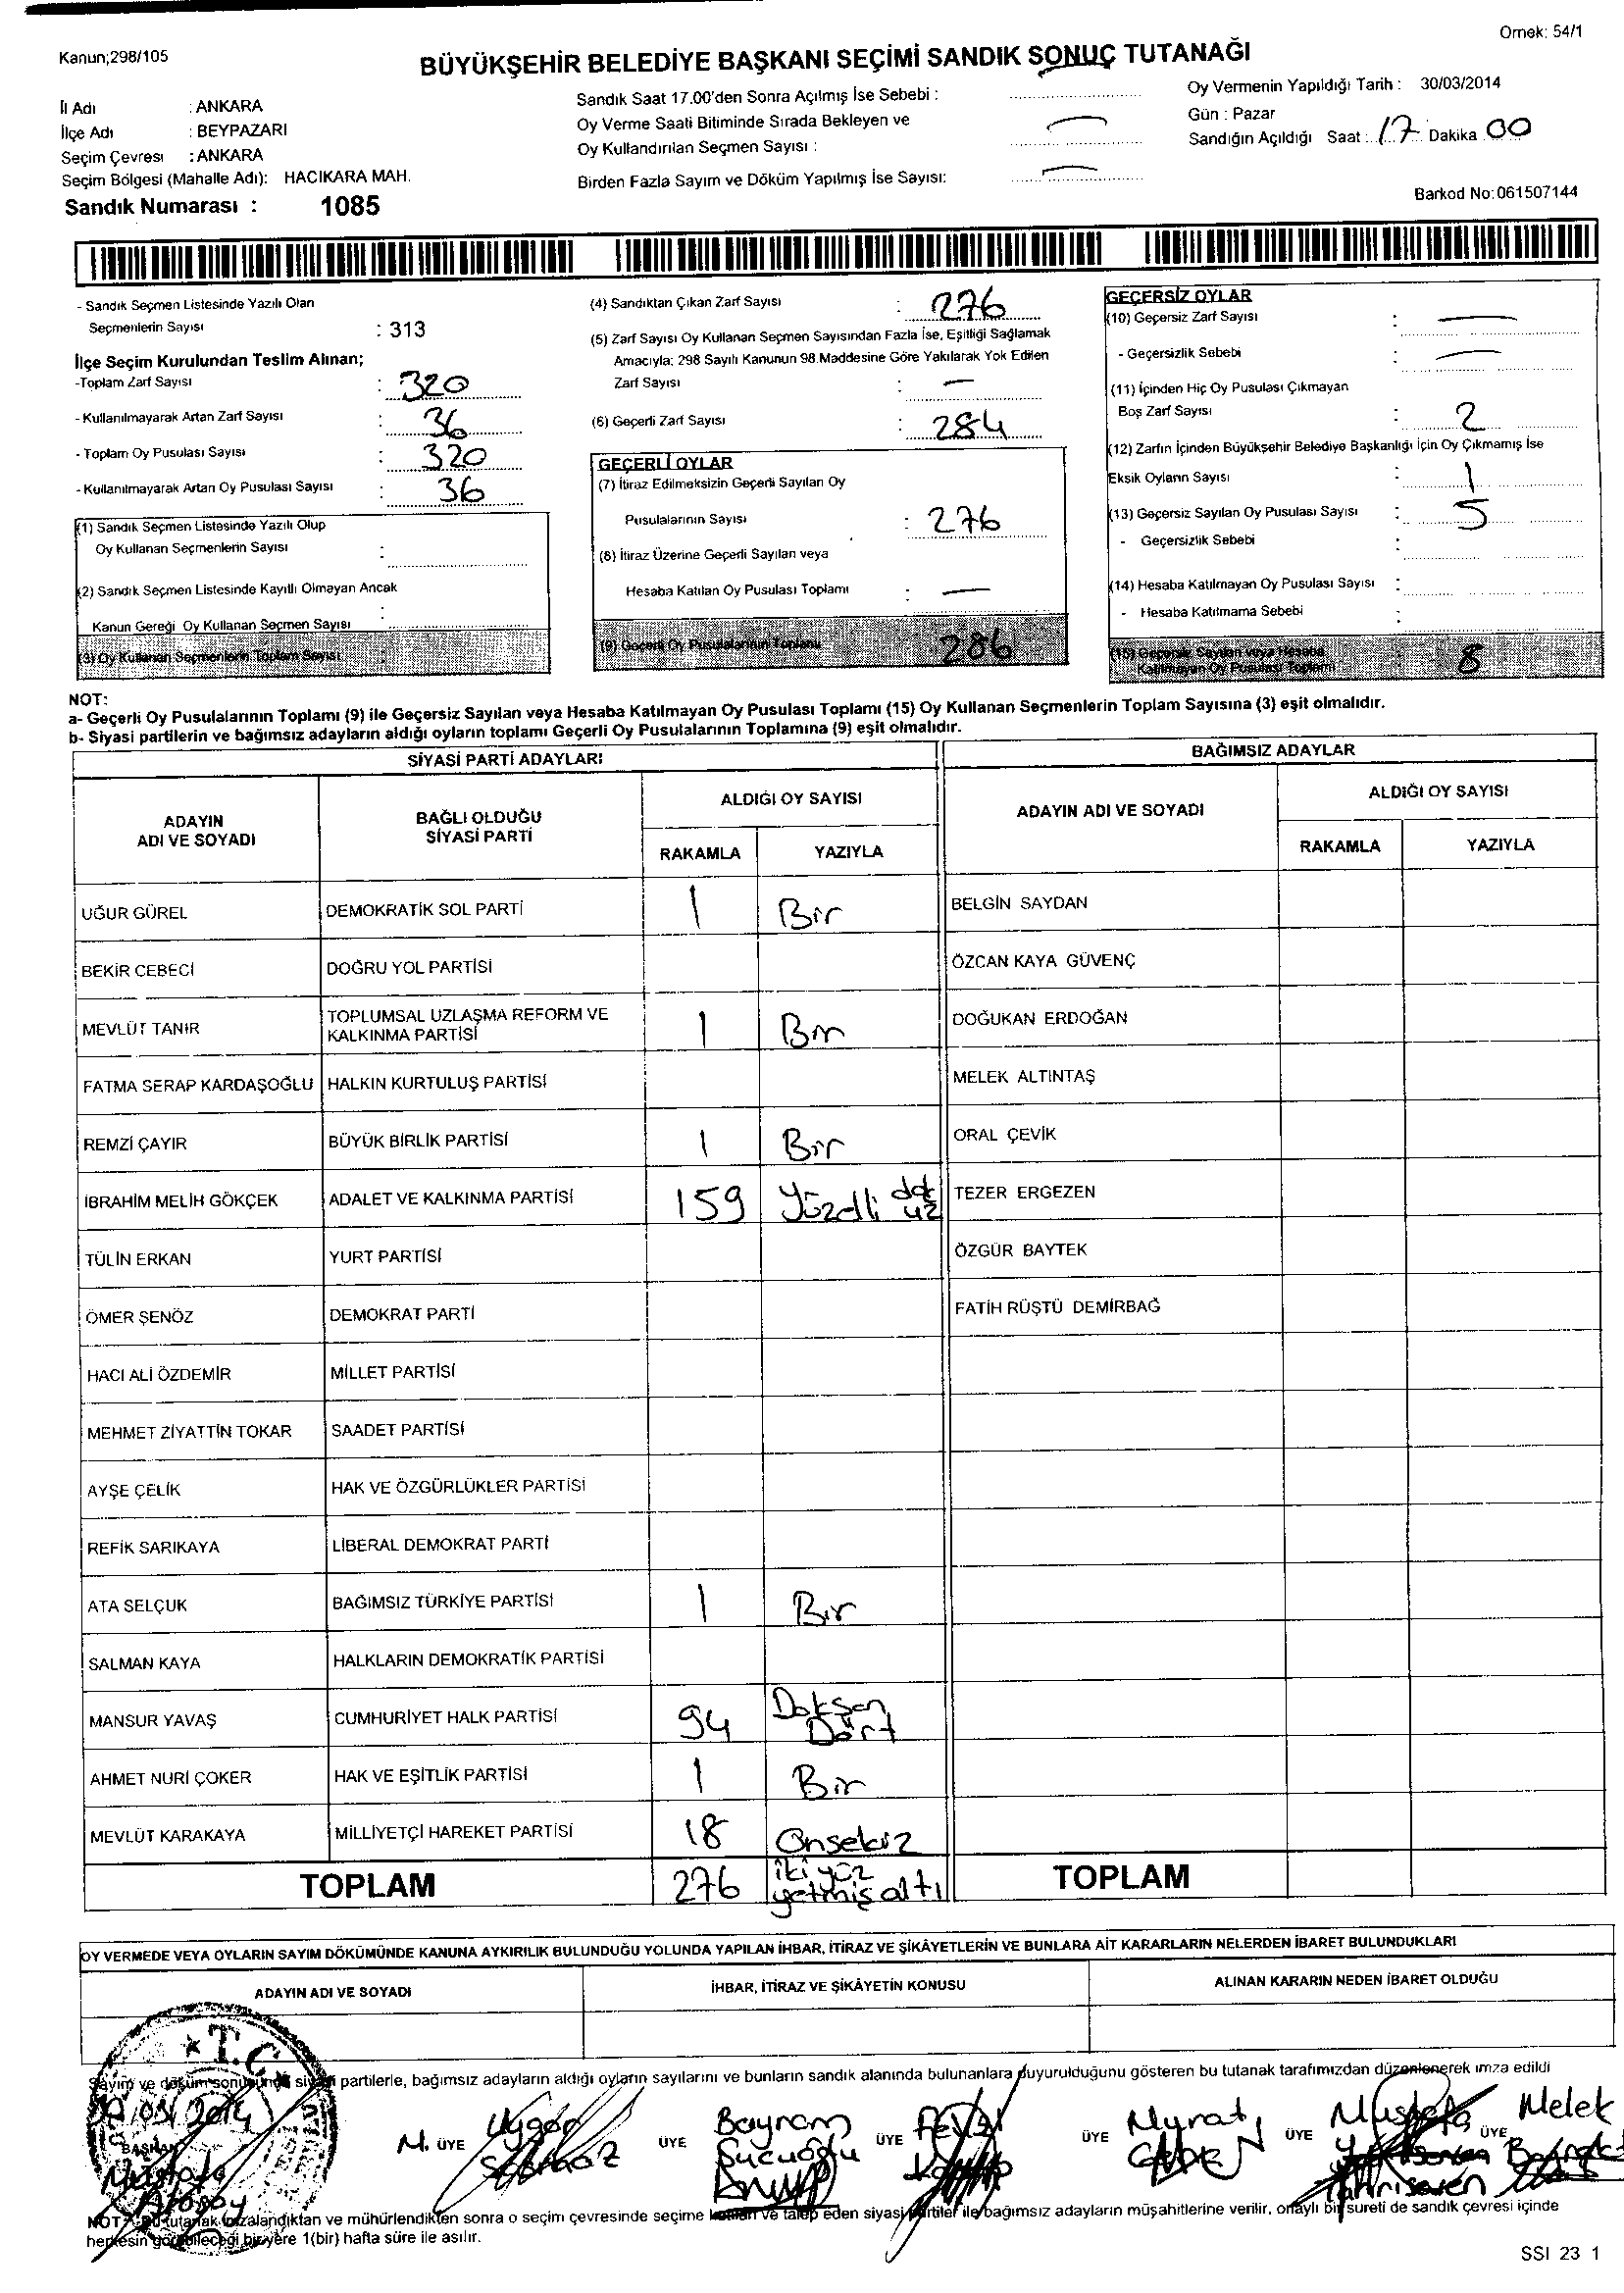 Örnek: 54/1
Kanun;298/105
BÜYÜKŞEHİR BELEDİYE BAŞKANI SEÇİMİ SANDIK SONUÇ TUTANAĞI
İl Adı : ANKARA
İlçe Adı : BEYPAZARI
Seçim Çevresi : ANKARA
Seçim Bölgesi (Mahalle Adı): HACIKARA MAH.
Sandık Numarası : 1085
Sandık Saat 17.00'den Sonra Açılmış İse Sebebi :
Oy Verme Saati Bitiminde Sırada Bekleyen ve
Oy Kullandırılan Seçmen Sayısı : —
Birden Fazla Sayım ve Döküm Yapılmış İse Sayısı: —
Oy Vermenin Yapıldığı Tarih : 30/03/2014
Gün : Pazar
Sandığın Açıldığı Saat : 17 Dakika 00
Barkod No:061507144
- Sandık Seçmen Listesinde Yazılı Olan
Seçmenlerin Sayısı : 313
İlçe Seçim Kurulundan Teslim Alınan;
-Toplam Zarf Sayısı : 320
- Kullanılmayarak Artan Zarf Sayısı : 36
- Toplam Oy Pusulası Sayısı : 320
- Kullanılmayarak Artan Oy Pusulası Sayısı : 36
(1) Sandık Seçmen Listesinde Yazılı Olup
Oy Kullanan Seçmenlerin Sayısı :
(2) Sandık Seçmen Listesinde Kayıtlı Olmayan Ancak
Kanun Gereği Oy Kullanan Seçmen Sayısı :
(3) Oy Kullanan Seçmenlerin Toplam Sayısı :
(4) Sandıktan Çıkan Zarf Sayısı : 276
(5) Zarf Sayısı Oy Kullanan Seçmen Sayısından Fazla İse, Eşitliği Sağlamak
Amacıyla; 298 Sayılı Kanunun 98.Maddesine Göre Yakılarak Yok Edilen
Zarf Sayısı : —
(6) Geçerli Zarf Sayısı : 284
GEÇERLİ OYLAR
(7) İtiraz Edilmeksizin Geçerli Sayılan Oy
Pusulalarının Sayısı : 276
(8) İtiraz Üzerine Geçerli Sayılan veya
Hesaba Katılan Oy Pusulası Toplamı : —
(9) Geçerli Oy Pusulalarının Toplamı 286
GEÇERSİZ OYLAR
(10) Geçersiz Zarf Sayısı : —
- Geçersizlik Sebebi : —
(11) İçinden Hiç Oy Pusulası Çıkmayan
Boş Zarf Sayısı : 2
(12) Zarfın İçinden Büyükşehir Belediye Başkanlığı İçin Oy Çıkmamış İse
Eksik Oyların Sayısı : 1
(13) Geçersiz Sayılan Oy Pusulası Sayısı : 5
- Geçersizlik Sebebi :
(14) Hesaba Katılmayan Oy Pusulası Sayısı :
- Hesaba Katılmama Sebebi :
(15) Geçersiz Sayılan veya Hesaba
Katılmayan Oy Pusulası Toplamı 8
NOT:
a- Geçerli Oy Pusulalarının Toplamı (9) ile Geçersiz Sayılan veya Hesaba Katılmayan Oy Pusulası Toplamı (15) Oy Kullanan Seçmenlerin Toplam Sayısına (3) eşit olmalıdır.
b- Siyasi partilerin ve bağımsız adayların aldığı oyların toplamı Geçerli Oy Pusulalarının Toplamına (9) eşit olmalıdır.
SİYASİ PARTİ ADAYLARI BAĞIMSIZ ADAYLAR
ADAYIN ADI VE SOYADI BAĞLI OLDUĞU SİYASİ PARTİ ALDIĞI OY SAYISI ADAYIN ADI VE SOYADI ALDIĞI OY SAYISI
RAKAMLA YAZIYLA RAKAMLA YAZIYLA
UĞUR GÜREL DEMOKRATİK SOL PARTİ 1 Bir BELGİN SAYDAN
BEKİR CEBECİ DOĞRU YOL PARTİSİ ÖZCAN KAYA GÜVENÇ
MEVLÜT TANIR TOPLUMSAL UZLAŞMA REFORM VE KALKINMA PARTİSİ 1 Bir DOĞUKAN ERDOĞAN
FATMA SERAP KARDAŞOĞLU HALKIN KURTULUŞ PARTİSİ MELEK ALTINTAŞ
REMZİ ÇAYIR BÜYÜK BİRLİK PARTİSİ 1 Bir ORAL ÇEVİK
İBRAHİM MELİH GÖKÇEK ADALET VE KALKINMA PARTİSİ 159 Yüzelli dokuz TEZER ERGEZEN
TÜLİN ERKAN YURT PARTİSİ ÖZGÜR BAYTEK
ÖMER ŞENÖZ DEMOKRAT PARTİ FATİH RÜŞTÜ DEMİRBAĞ
HACI ALİ ÖZDEMİR MİLLET PARTİSİ
MEHMET ZİYATTİN TOKAR SAADET PARTİSİ
AYŞE ÇELİK HAK VE ÖZGÜRLÜKLER PARTİSİ
REFİK SARIKAYA LİBERAL DEMOKRAT PARTİ
ATA SELÇUK BAĞIMSIZ TÜRKİYE PARTİSİ 1 Bir
SALMAN KAYA HALKLARIN DEMOKRATİK PARTİSİ
MANSUR YAVAŞ CUMHURİYET HALK PARTİSİ 94 Doksan Dört
AHMET NURİ ÇOKER HAK VE EŞİTLİK PARTİSİ 1 Bir
MEVLÜT KARAKAYA MİLLİYETÇİ HAREKET PARTİSİ 18 Onsekiz
TOPLAM 276 iki yüz yetmiş altı TOPLAM
OY VERMEDE VEYA OYLARIN SAYIM DÖKÜMÜNDE KANUNA AYKIRILIK BULUNDUĞU YOLUNDA YAPILAN İHBAR, İTİRAZ VE ŞİKÂYETLERİN VE BUNLARA AİT KARARLARIN NELERDEN İBARET BULUNDUKLARI
ADAYIN ADI VE SOYADI İHBAR, İTİRAZ VE ŞİKÂYETİN KONUSU ALINAN KARARIN NEDEN İBARET OLDUĞU
T.C.
Sayım ve döküm sonucunda siyasi partilerle, bağımsız adayların aldığı oyların sayılarını ve bunların sandık alanında bulunanlara duyurulduğunu gösteren bu tutanak tarafımızdan düzenlenerek imza edildi
30/03/2014
BAŞKAN ÜYE ÜYE ÜYE ÜYE ÜYE ÜYE
Mustafa Atasoy
M. Uygar
Bayram Sucuoğlu
Fevzi
Murat
Mustafa
Tanrıseven
Melek
NOT: Bu tutanak imzalandıktan ve mühürlendikten sonra o seçim çevresinde seçime katılan ve talep eden siyasi partiler ile bağımsız adayların müşahitlerine verilir, onaylı bir sureti de sandık çevresi içinde
herkesin görebileceği bir yere 1(bir) hafta süre ile asılır.
SSI 23 1